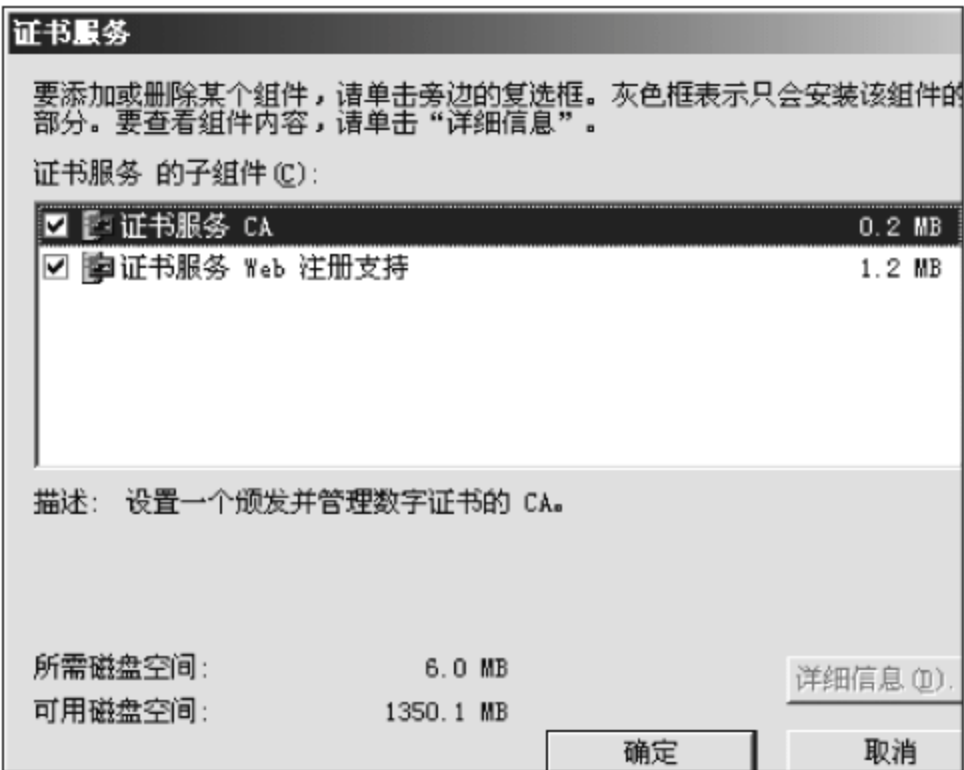 证书服务
要添加或删除某个组件，请单击旁边的复选框。灰色框表示只会安装该组件的
部分。要查看组件内容，请单击“详细信息”。
证书服务 的子组件(C):
证书服务 CA 0.2 MB
证书服务 Web 注册支持 1.2 MB
描述: 设置一个颁发并管理数字证书的 CA。
所需磁盘空间: 6.0 MB
详细信息(D).
可用磁盘空间: 1350.1 MB
确定 取消